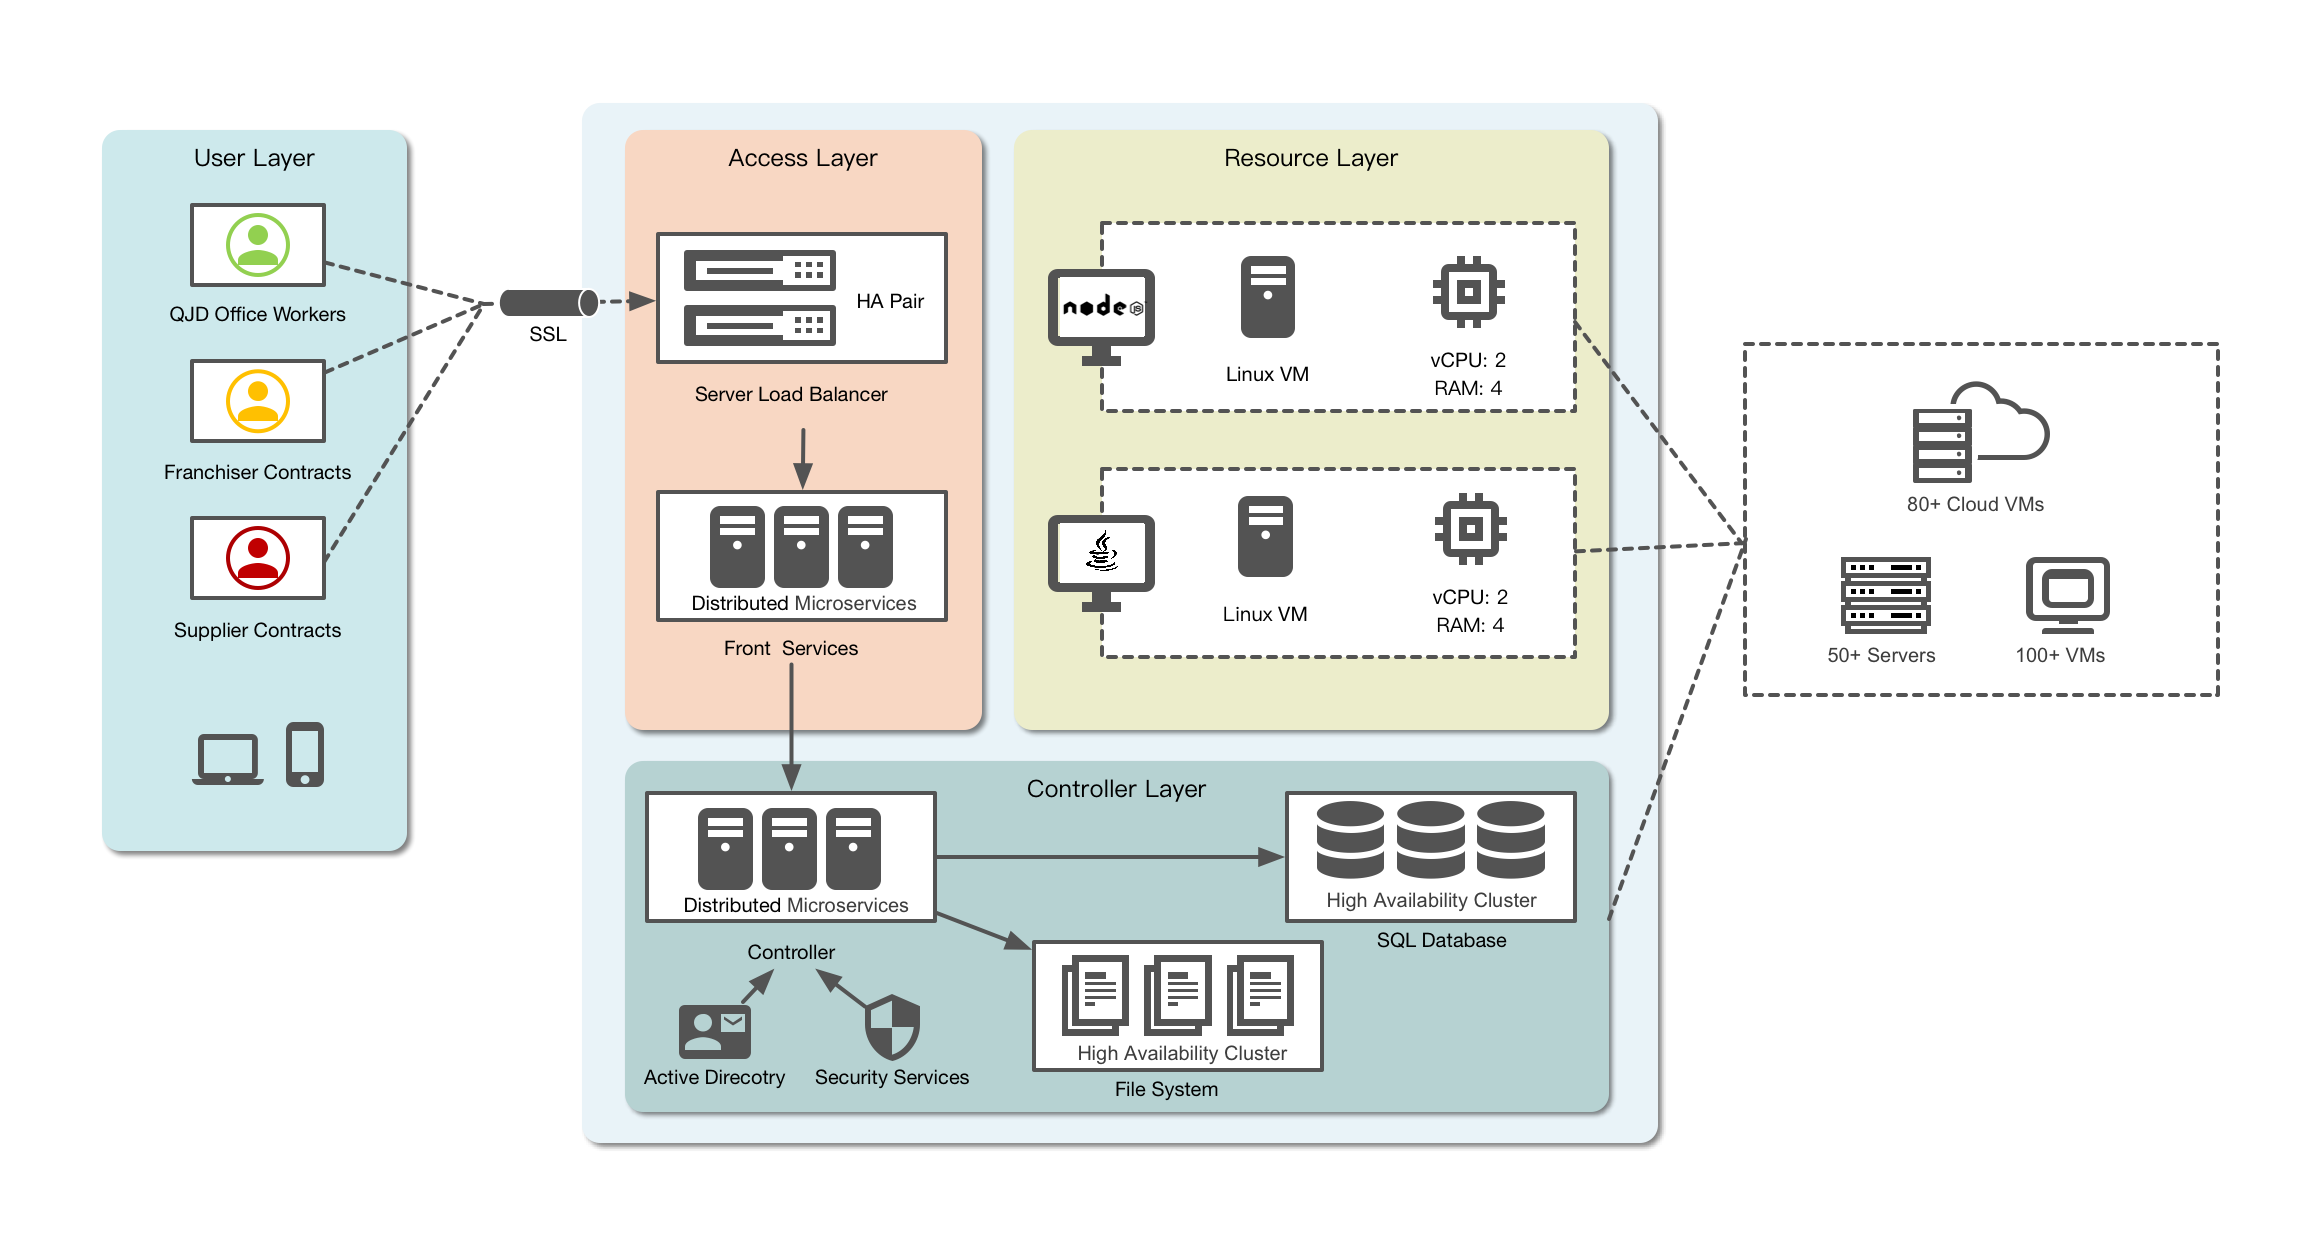 User Layer
QJD Office Workers
Franchiser Contracts
Supplier Contracts
SSL
Access Layer
HA Pair
Server Load Balancer
Distributed Microservices
Front Services
Resource Layer
node JS
Linux VM
vCPU: 2
RAM: 4
Linux VM
vCPU: 2
RAM: 4
Controller Layer
Distributed Microservices
Controller
Active Direcotry
Security Services
High Availability Cluster
SQL Database
High Availability Cluster
File System
80+ Cloud VMs
50+ Servers
100+ VMs